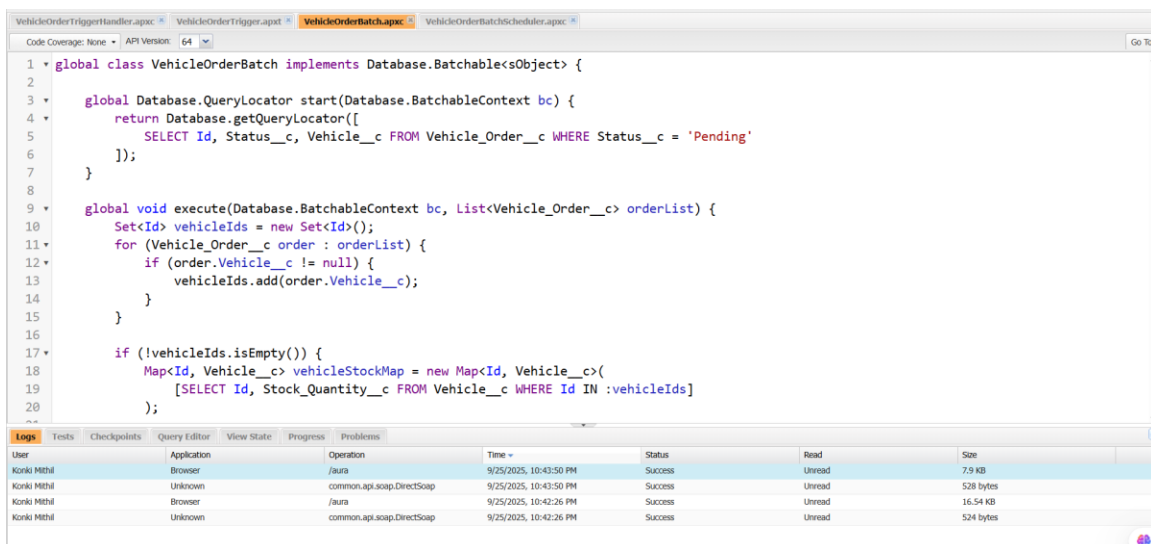 VehicleOrderTriggerHandler.apxc VehicleOrderTrigger.apxt VehicleOrderBatch.apxc VehicleOrderBatchScheduler.apxc
Code Coverage: None API Version: 64 Go To
1 global class VehicleOrderBatch implements Database.Batchable<sObject> {
2
3 global Database.QueryLocator start(Database.BatchableContext bc) {
4 return Database.getQueryLocator([
5 SELECT Id, Status__c, Vehicle__c FROM Vehicle_Order__c WHERE Status__c = 'Pending'
6 ]);
7 }
8
9 global void execute(Database.BatchableContext bc, List<Vehicle_Order__c> orderList) {
10 Set<Id> vehicleIds = new Set<Id>();
11 for (Vehicle_Order__c order : orderList) {
12 if (order.Vehicle__c != null) {
13 vehicleIds.add(order.Vehicle__c);
14 }
15 }
16
17 if (!vehicleIds.isEmpty()) {
18 Map<Id, Vehicle__c> vehicleStockMap = new Map<Id, Vehicle__c>(
19 [SELECT Id, Stock_Quantity__c FROM Vehicle__c WHERE Id IN :vehicleIds]
20 );
Logs Tests Checkpoints Query Editor View State Progress Problems
User Application Operation Time Status Read Size
Konki Mithil Browser /aura 9/25/2025, 10:43:50 PM Success Unread 7.9 KB
Konki Mithil Unknown common.api.soap.DirectSoap 9/25/2025, 10:43:50 PM Success Unread 528 bytes
Konki Mithil Browser /aura 9/25/2025, 10:42:26 PM Success Unread 16.54 KB
Konki Mithil Unknown common.api.soap.DirectSoap 9/25/2025, 10:42:26 PM Success Unread 524 bytes